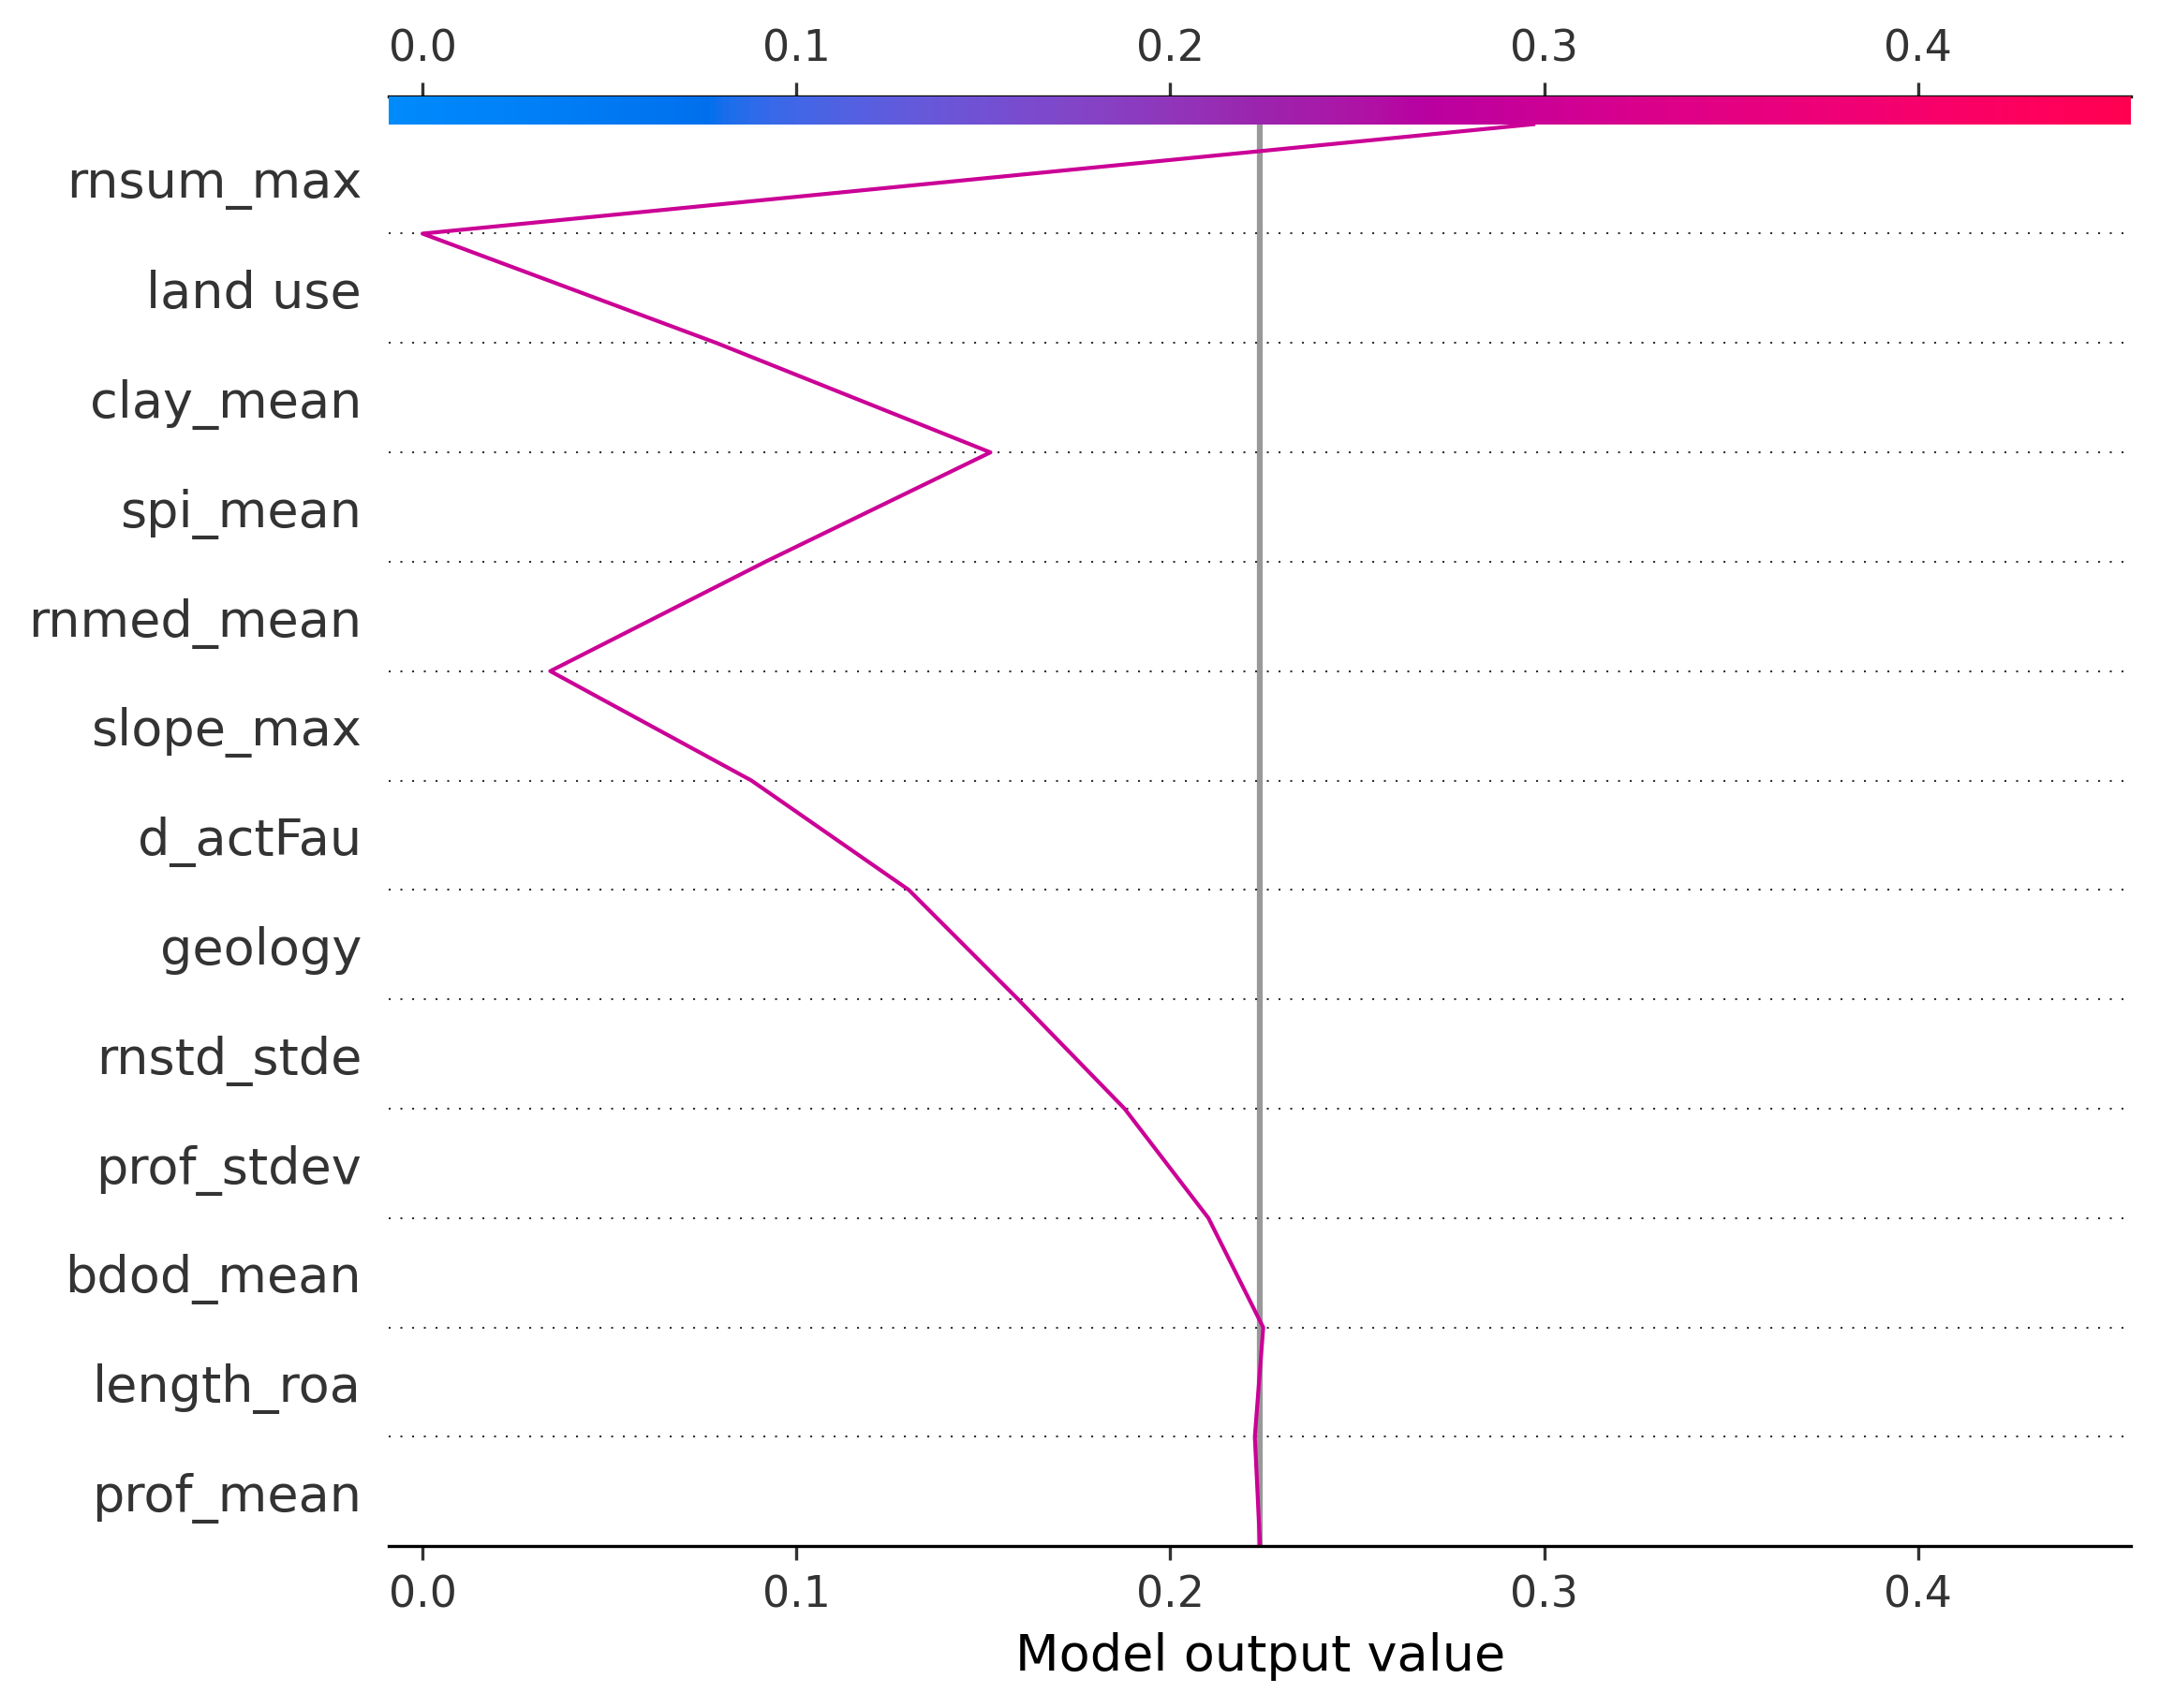 0.0 0.1 0.2 0.3 0.4
rnsum_max
land use
clay_mean
spi_mean
rnmed_mean
slope_max
d_actFau
geology
rnstd_stde
prof_stdev
bdod_mean
length_roa
prof_mean
0.0 0.1 0.2 0.3 0.4
Model output value